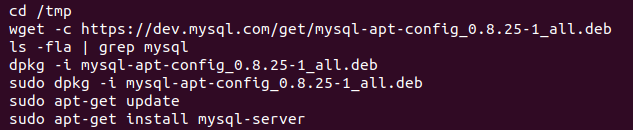 cd /tmp
wget -c https://dev.mysql.com/get/mysql-apt-config_0.8.25-1_all.deb
ls -fla | grep mysql
dpkg -i mysql-apt-config_0.8.25-1_all.deb
sudo dpkg -i mysql-apt-config_0.8.25-1_all.deb
sudo apt-get update
sudo apt-get install mysql-server